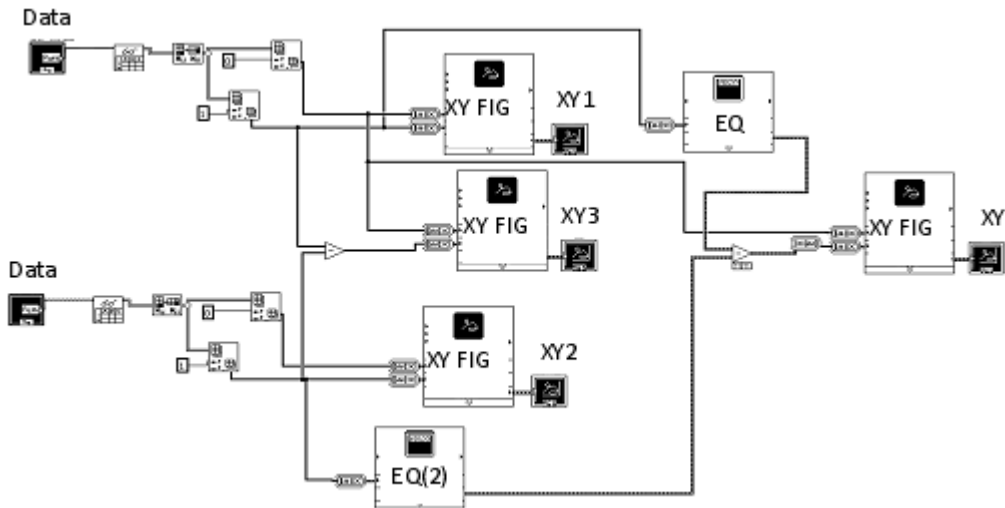 Data
XY FIG
XY1
EQ
XY FIG
XY3
XY FIG
XY
Data
XY FIG
XY2
EQ(2)